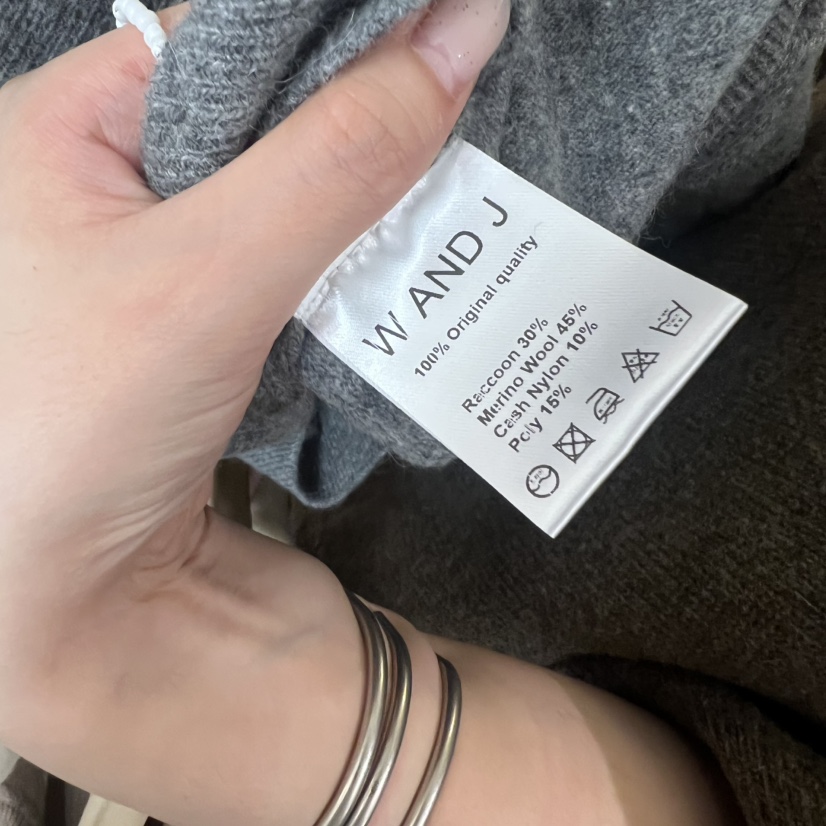 W AND J
100% Original quality
Raccoon 30%
Merino Wool 45%
Cash Nylon 10%
Poly 15%